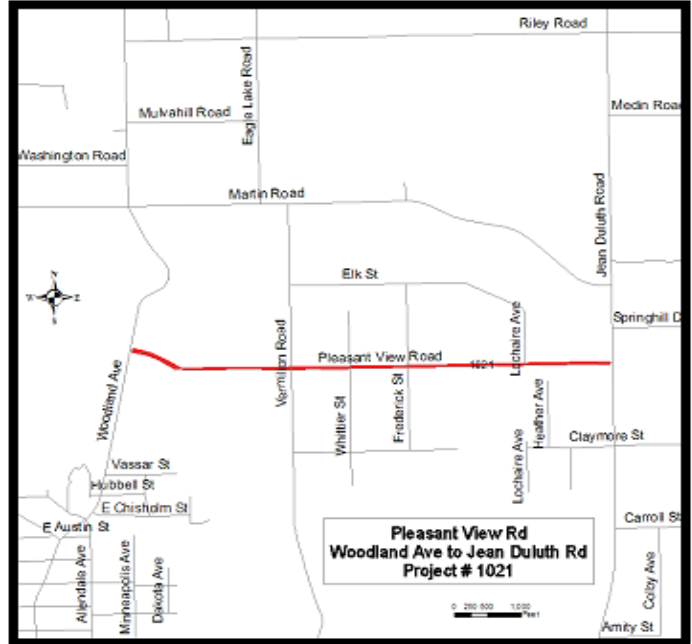 Riley Road
Eagle Lake Road
Medin Road
Mulvahill Road
Washington Road
Martin Road
Jean Duluth Road
Elk St
N
W
E
S
Springhill D
Lochaire Ave
Vermilion Road
Pleasant View Road
1021
Woodland Ave
Whittier St
Frederick St
Heather Ave
Claymore St
Lochaire Ave
Vassar St
Hubbell St
E Chisholm St
E Austin St
Carroll St
Pleasant View Rd
Woodland Ave to Jean Duluth Rd
Project # 1021
Allendale Ave
Minneapolis Ave
Dakota Ave
Colby Ave
0 250 500 1,000
Feet
Amity St